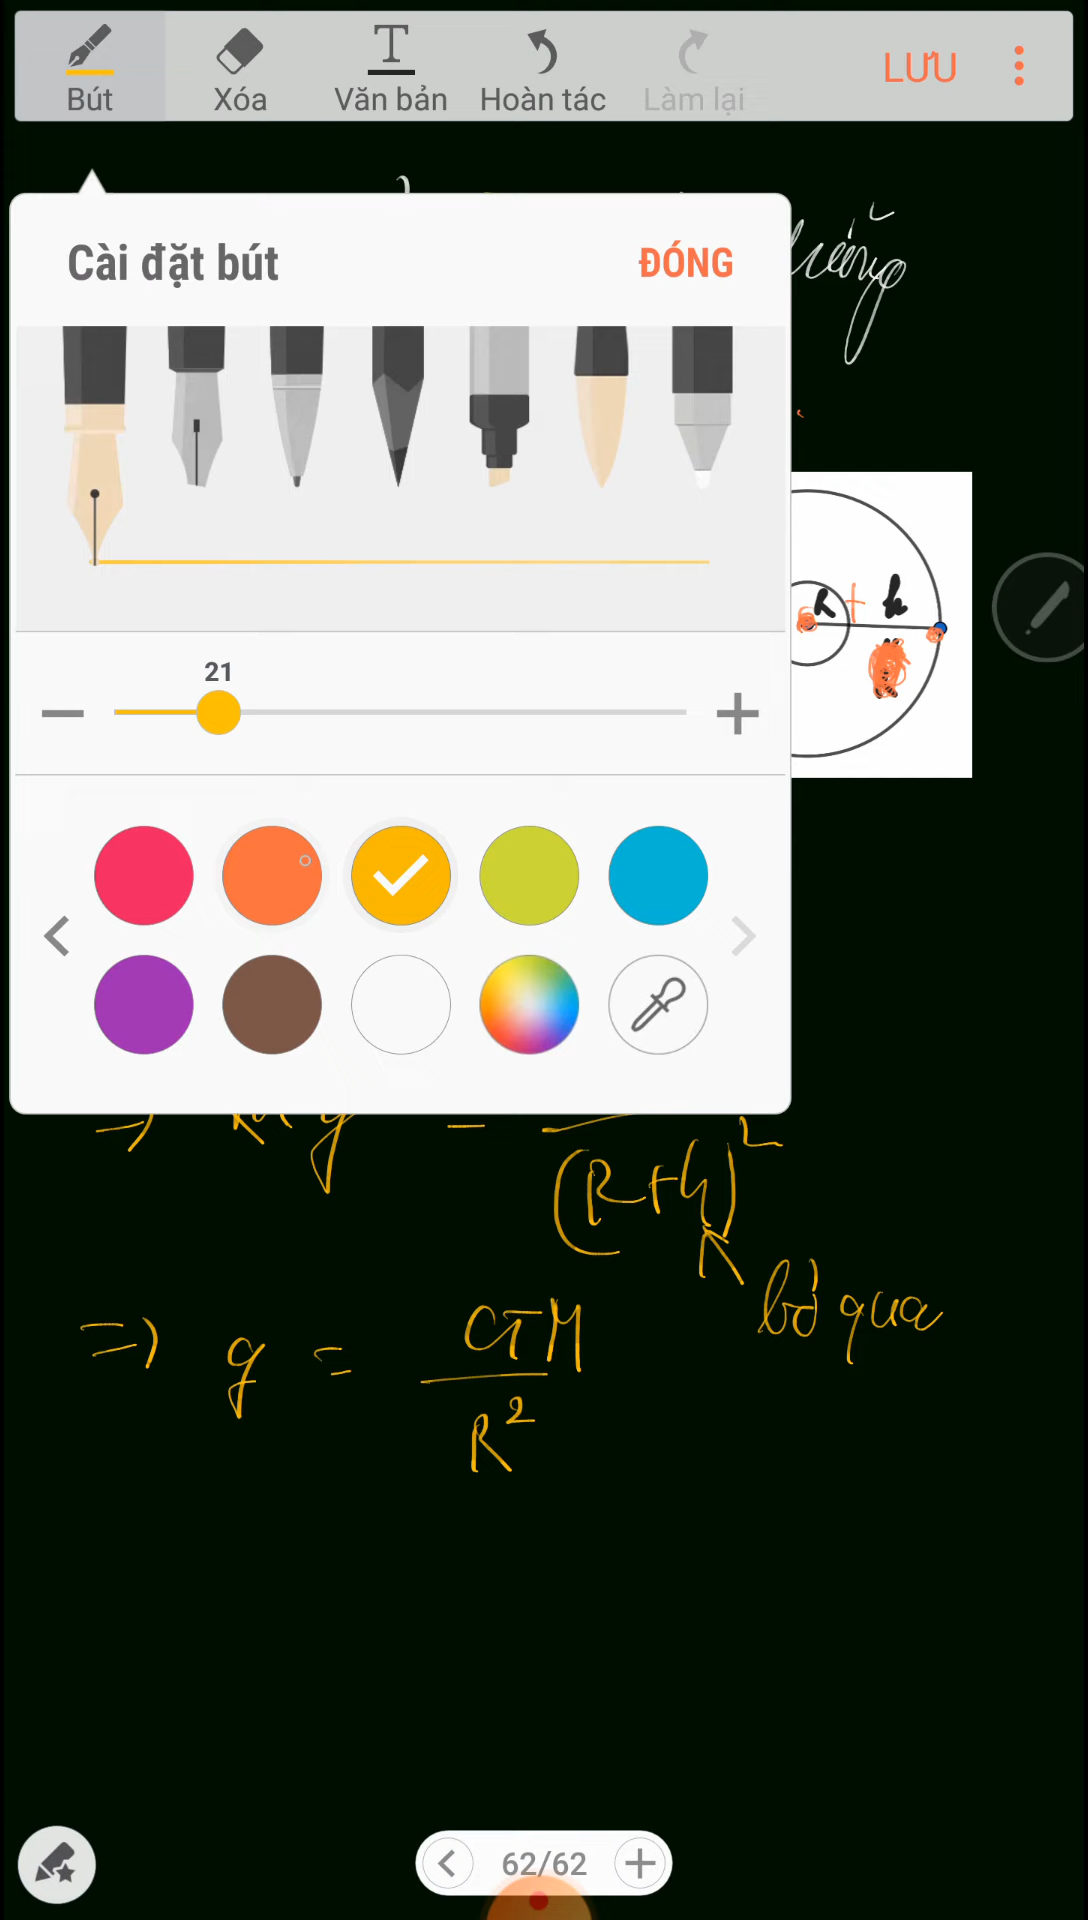 Bút Xóa Văn bản Hoàn tác Làm lại LƯU
Cài đặt bút ĐÓNG
R + h
21
(R+h)²
bỏ qua
=> g = GM
R²
62/62